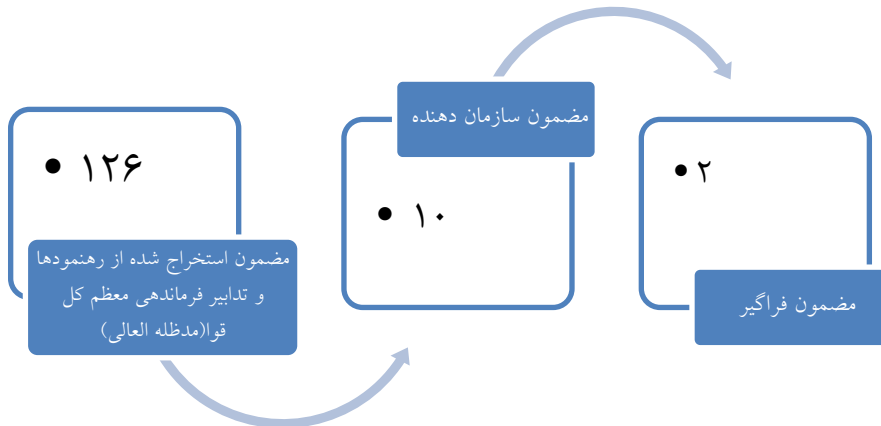 • ۱۲۶
مضمون استخراج شده از رهنمودها
و تدابیر فرماندهی معظم کل
قوا(مدظله العالی)
مضمون سازمان دهنده
• ۱۰
• ۲
مضمون فراگیر